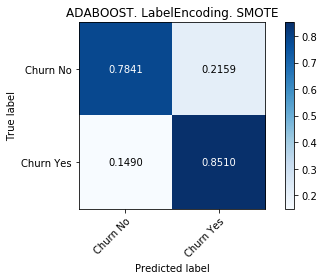 ADABOOST. LabelEncoding. SMOTE
True label
Churn No
Churn Yes
0.7841 0.2159
0.1490 0.8510
Churn No
Churn Yes
Predicted label
0.8
0.7
0.6
0.5
0.4
0.3
0.2